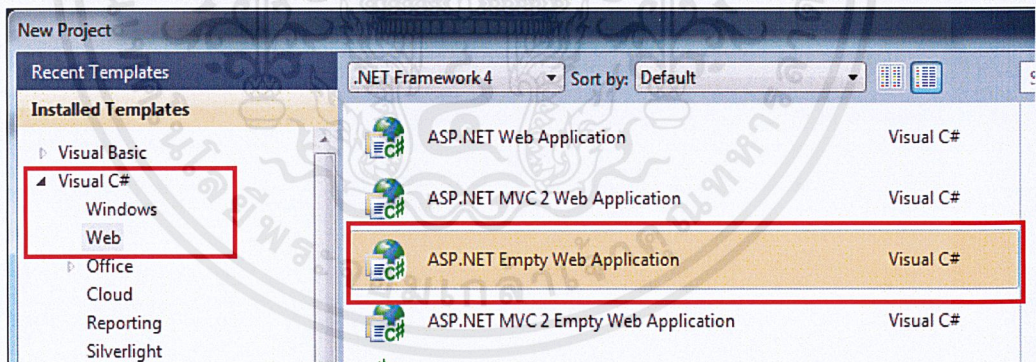 New Project
Recent Templates
Installed Templates
Visual Basic
Visual C#
Windows
Web
Office
Cloud
Reporting
Silverlight
.NET Framework 4 Sort by: Default
ASP.NET Web Application Visual C#
ASP.NET MVC 2 Web Application Visual C#
ASP.NET Empty Web Application Visual C#
ASP.NET MVC 2 Empty Web Application Visual C#